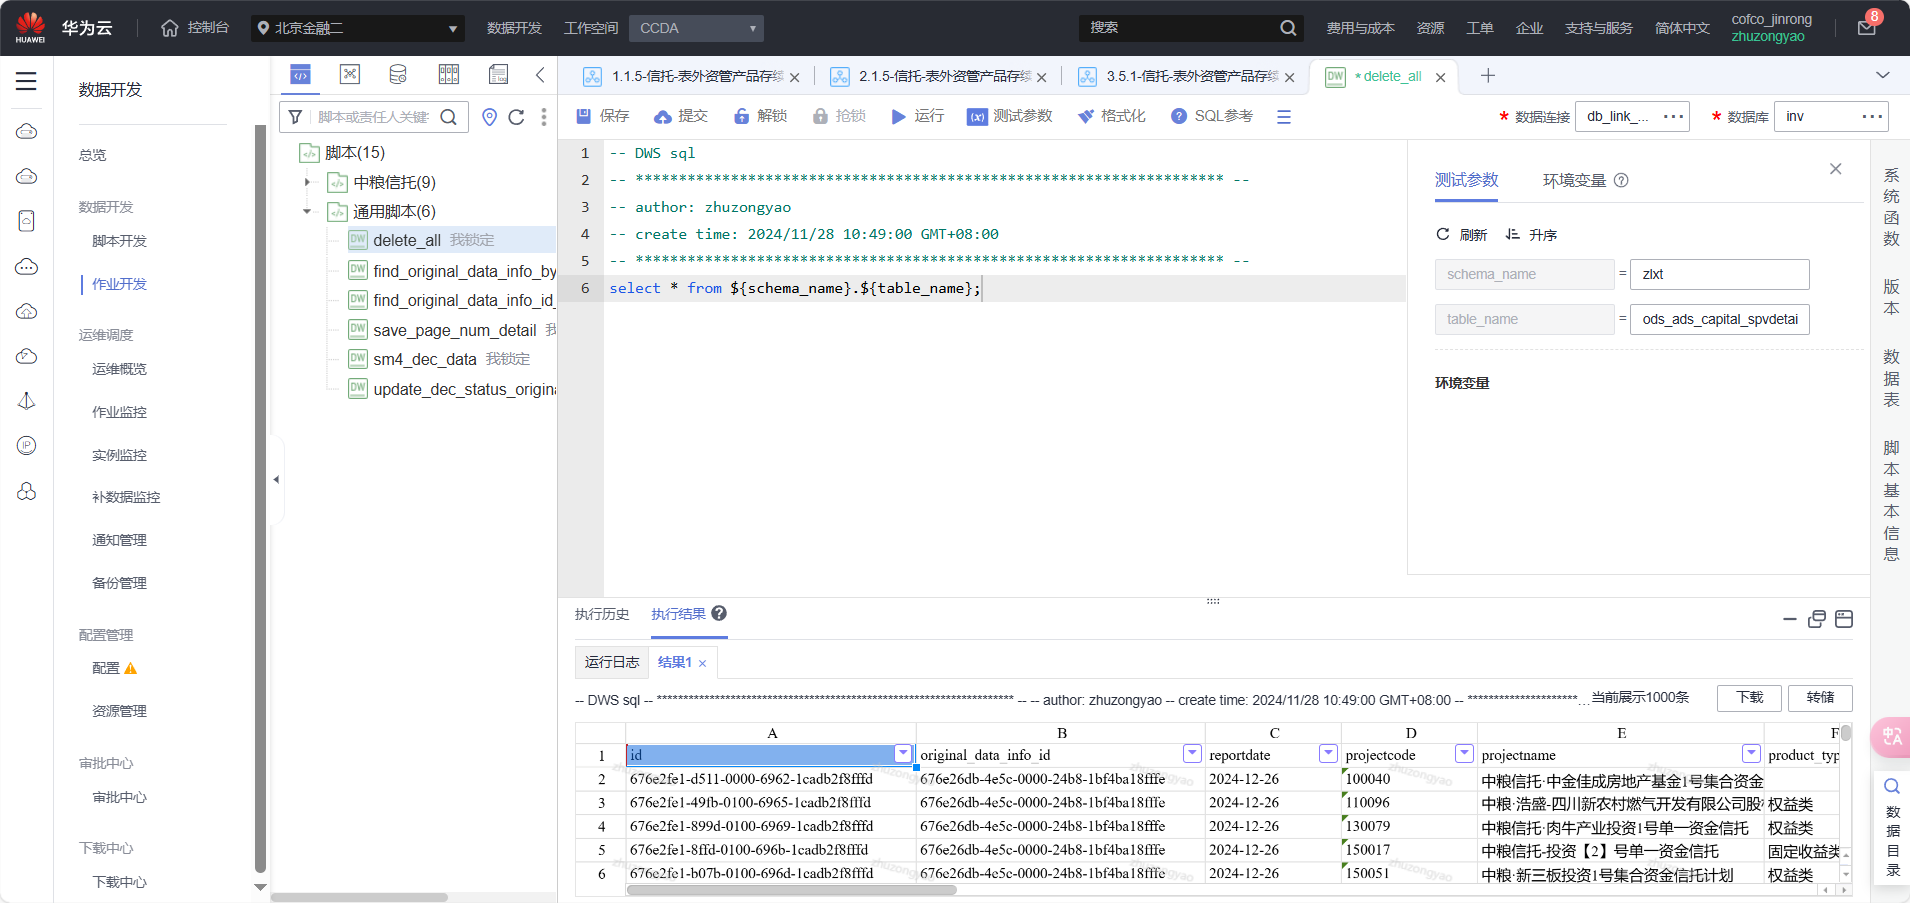 HUAWEI 华为云 控制台 北京金融二 数据开发 工作空间 CCDA 搜索 费用与成本 资源 工单 企业 支持与服务 简体中文 cofco_jinrong 8
zhuzongyao
数据开发
总览
数据开发
脚本开发
作业开发
运维调度
运维概览
作业监控
实例监控
补数据监控
通知管理
备份管理
配置管理
配置
资源管理
审批中心
审批中心
下载中心
下载中心
脚本或责任人关键
脚本(15)
中粮信托(9)
通用脚本(6)
DW delete_all 我锁定
DW find_original_data_info_by
DW find_original_data_info_id_
DW save_page_num_detail 我
DW sm4_dec_data 我锁定
DW update_dec_status_origina
1.1.5-信托-表外资管产品存续 2.1.5-信托-表外资管产品存续 3.5.1-信托-表外资管产品存续 DW *delete_all
保存 提交 解锁 抢锁 运行 (x) 测试参数 格式化 SQL参考 * 数据连接 db_link_... ... * 数据库 inv ...
1 -- DWS sql
2 -- ******************************************************************** --
3 -- author: zhuzongyao
4 -- create time: 2024/11/28 10:49:00 GMT+08:00
5 -- ******************************************************************** --
6 select * from ${schema_name}.${table_name};
测试参数 环境变量
刷新 升序
schema_name = zlxt
table_name = ods_ads_capital_spvdetai
环境变量
系统函数
版本
数据表
脚本基本信息
执行历史 执行结果
运行日志 结果1
-- DWS sql -- ******************************************************************** -- -- author: zhuzongyao -- create time: 2024/11/28 10:49:00 GMT+08:00 -- *********************... 当前展示1000条 下载 转储
A B C D E F
1 id original_data_info_id reportdate projectcode projectname product_typ
2 676e2fe1-d511-0000-6962-1cadb2f8fffd 676e26db-4e5c-0000-24b8-1bf4ba18fffe 2024-12-26 100040 中粮信托·中金佳成房地产基金1号集合资金
3 676e2fe1-49fb-0100-6965-1cadb2f8fffd 676e26db-4e5c-0000-24b8-1bf4ba18fffe 2024-12-26 110096 中粮·浩盛-四川新农村燃气开发有限公司股 权益类
4 676e2fe1-899d-0100-6969-1cadb2f8fffd 676e26db-4e5c-0000-24b8-1bf4ba18fffe 2024-12-26 130079 中粮信托·肉牛产业投资1号单一资金信托 权益类
5 676e2fe1-8ffd-0100-696b-1cadb2f8fffd 676e26db-4e5c-0000-24b8-1bf4ba18fffe 2024-12-26 150017 中粮信托-投资【2】号单一资金信托 固定收益类
6 676e2fe1-b07b-0100-696d-1cadb2f8fffd 676e26db-4e5c-0000-24b8-1bf4ba18fffe 2024-12-26 150051 中粮·新三板投资1号集合资金信托计划 权益类
数据目录